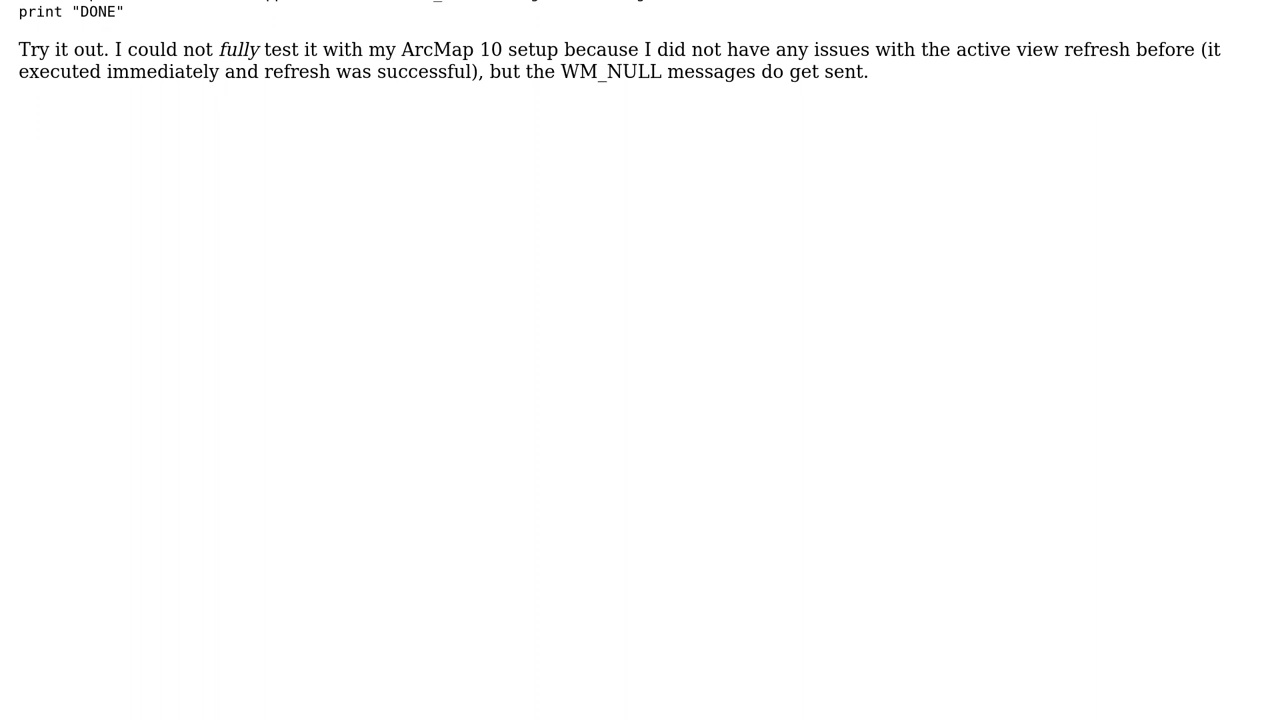 print "DONE"
Try it out. I could not fully test it with my ArcMap 10 setup because I did not have any issues with the active view refresh before (it
executed immediately and refresh was successful), but the WM_NULL messages do get sent.